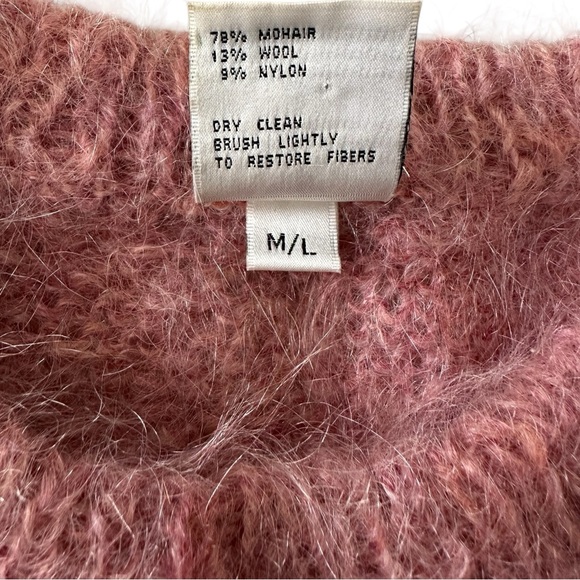 78% MOHAIR
13% WOOL
9% NYLON
DRY CLEAN
BRUSH LIGHTLY
TO RESTORE FIBERS
M/L